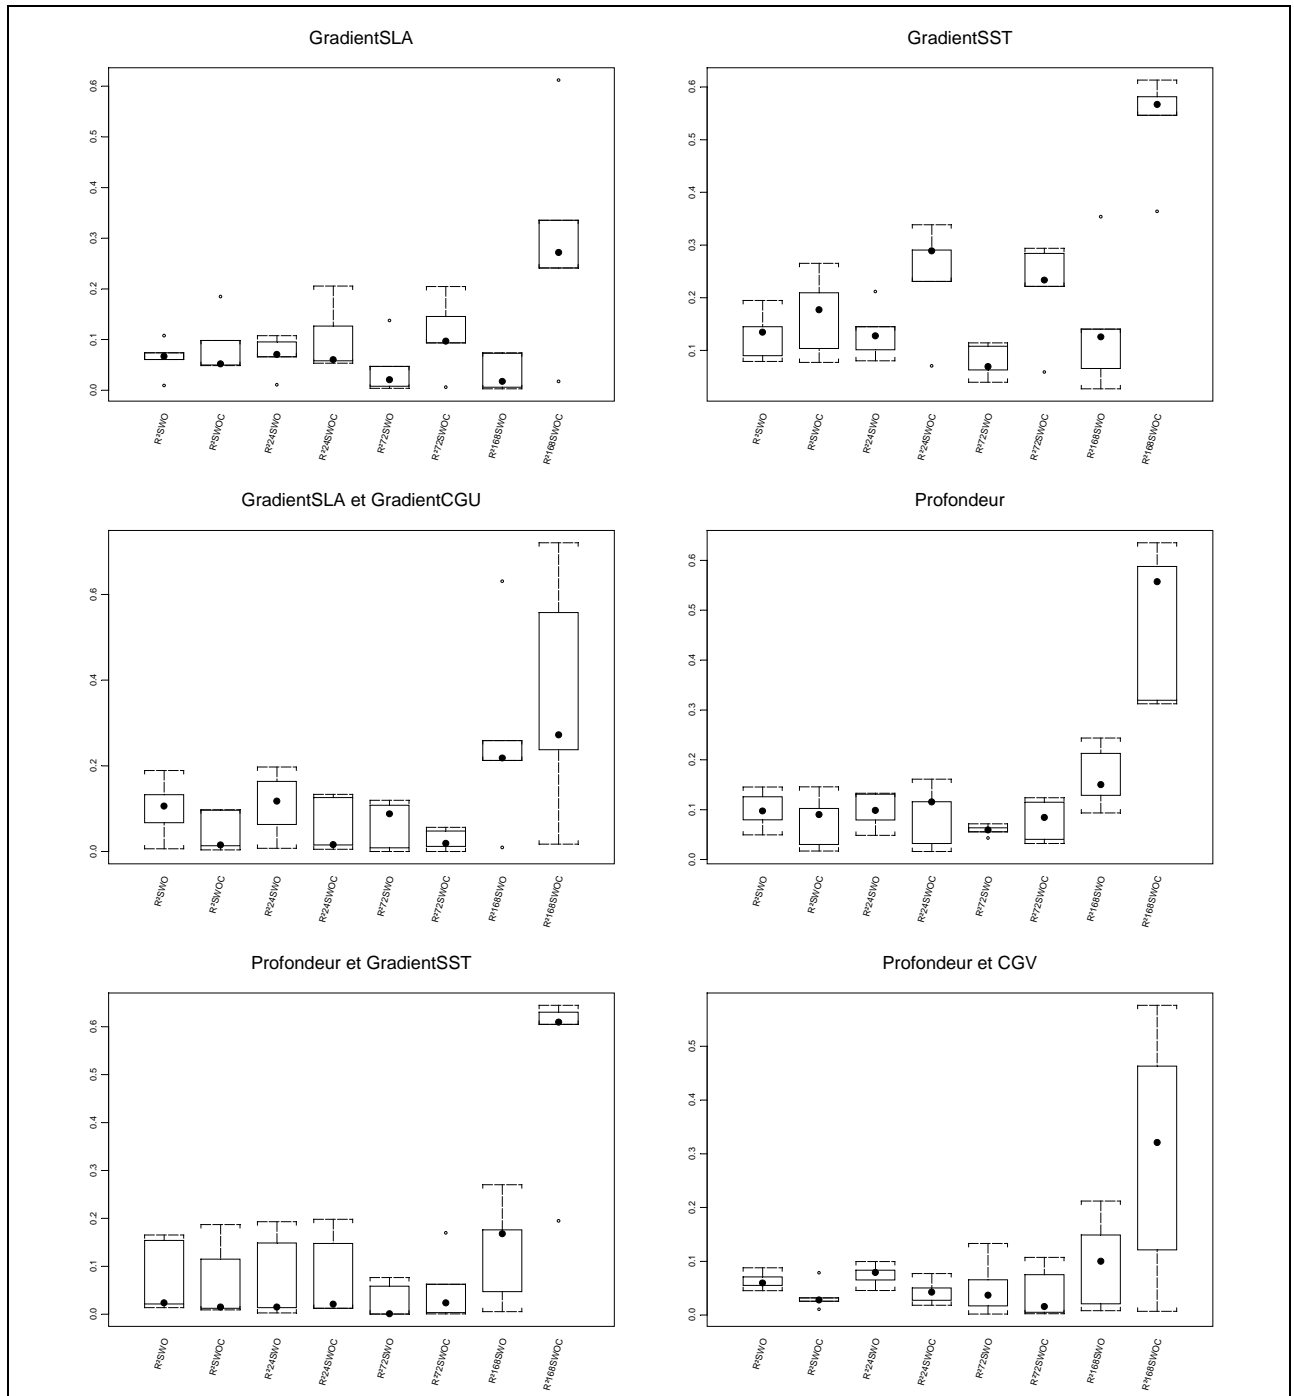 GradientSLA
0.6
0.5
0.4
0.3
0.2
0.1
0.0
R²SWO
R²SWOC
R²24SWO
R²24SWOC
R²72SWO
R²72SWOC
R²168SWO
R²168SWOC
GradientSST
0.6
0.5
0.4
0.3
0.2
0.1
R²SWO
R²SWOC
R²24SWO
R²24SWOC
R²72SWO
R²72SWOC
R²168SWO
R²168SWOC
GradientSLA et GradientCGU
0.6
0.4
0.2
0.0
R²SWO
R²SWOC
R²24SWO
R²24SWOC
R²72SWO
R²72SWOC
R²168SWO
R²168SWOC
Profondeur
0.6
0.5
0.4
0.3
0.2
0.1
0.0
R²SWO
R²SWOC
R²24SWO
R²24SWOC
R²72SWO
R²72SWOC
R²168SWO
R²168SWOC
Profondeur et GradientSST
0.6
0.5
0.4
0.3
0.2
0.1
0.0
R²SWO
R²SWOC
R²24SWO
R²24SWOC
R²72SWO
R²72SWOC
R²168SWO
R²168SWOC
Profondeur et CGV
0.5
0.4
0.3
0.2
0.1
0.0
R²SWO
R²SWOC
R²24SWO
R²24SWOC
R²72SWO
R²72SWOC
R²168SWO
R²168SWOC